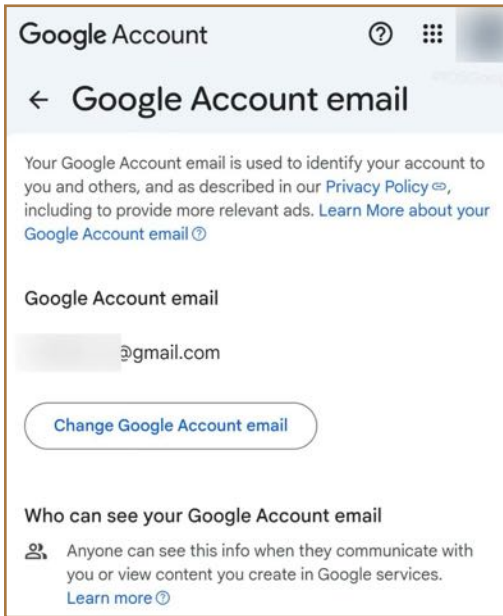 Google Account
Google Account email
Your Google Account email is used to identify your account to
you and others, and as described in our Privacy Policy,
including to provide more relevant ads. Learn More about your
Google Account email
Google Account email
@gmail.com
Change Google Account email
Who can see your Google Account email
Anyone can see this info when they communicate with
you or view content you create in Google services.
Learn more